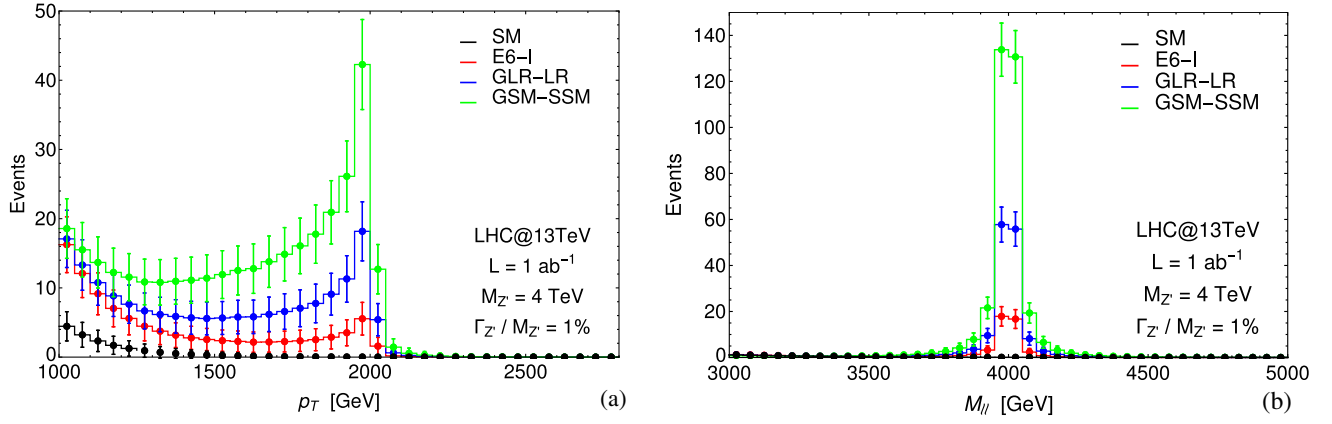 SM
E6-I
GLR-LR
GSM-SSM
50
40
30
20
10
0
Events
LHC@13TeV
L = 1 ab⁻¹
M_Z' = 4 TeV
Γ_Z' / M_Z' = 1%
1000
1500
2000
2500
p_T [GeV]
(a)
SM
E6-I
GLR-LR
GSM-SSM
140
120
100
80
60
40
20
0
Events
LHC@13TeV
L = 1 ab⁻¹
M_Z' = 4 TeV
Γ_Z' / M_Z' = 1%
3000
3500
4000
4500
5000
M_ll [GeV]
(b)